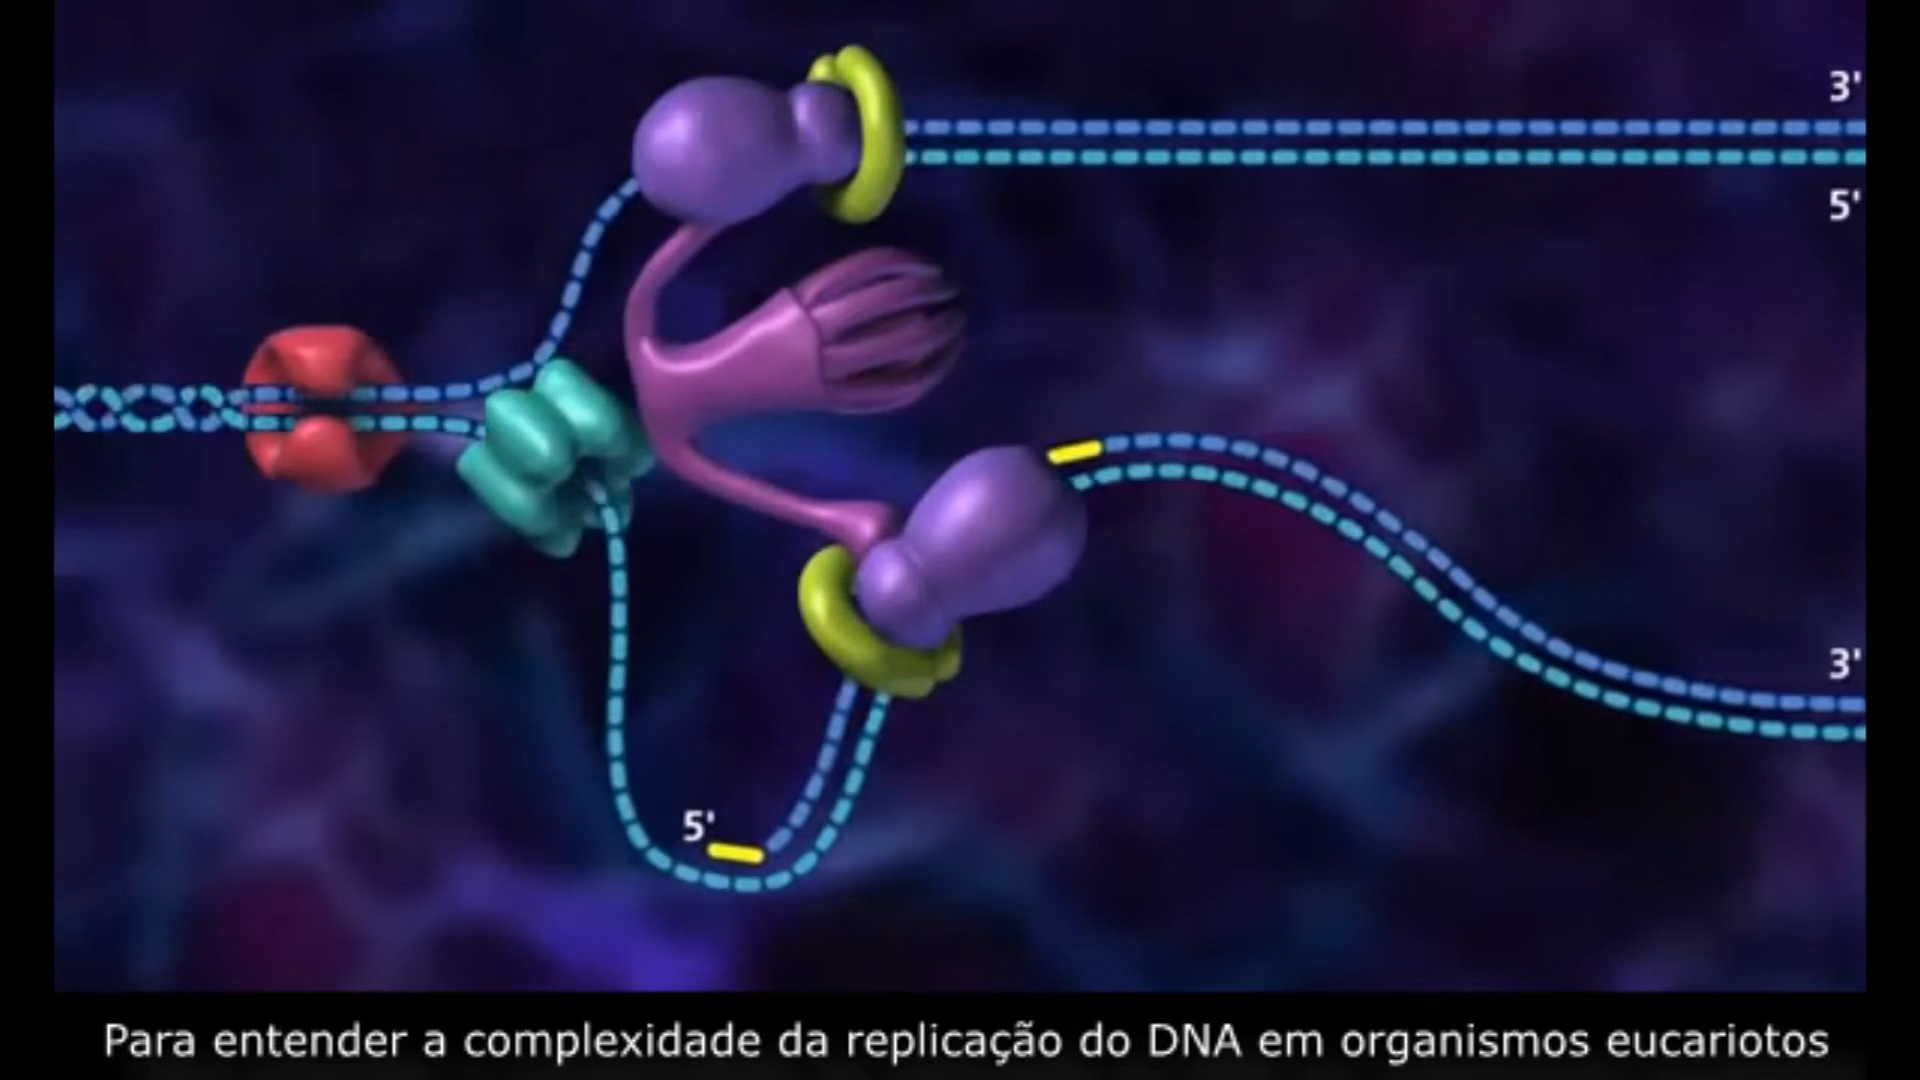 3'
5'
3'
5'
Para entender a complexidade da replicação do DNA em organismos eucariotos